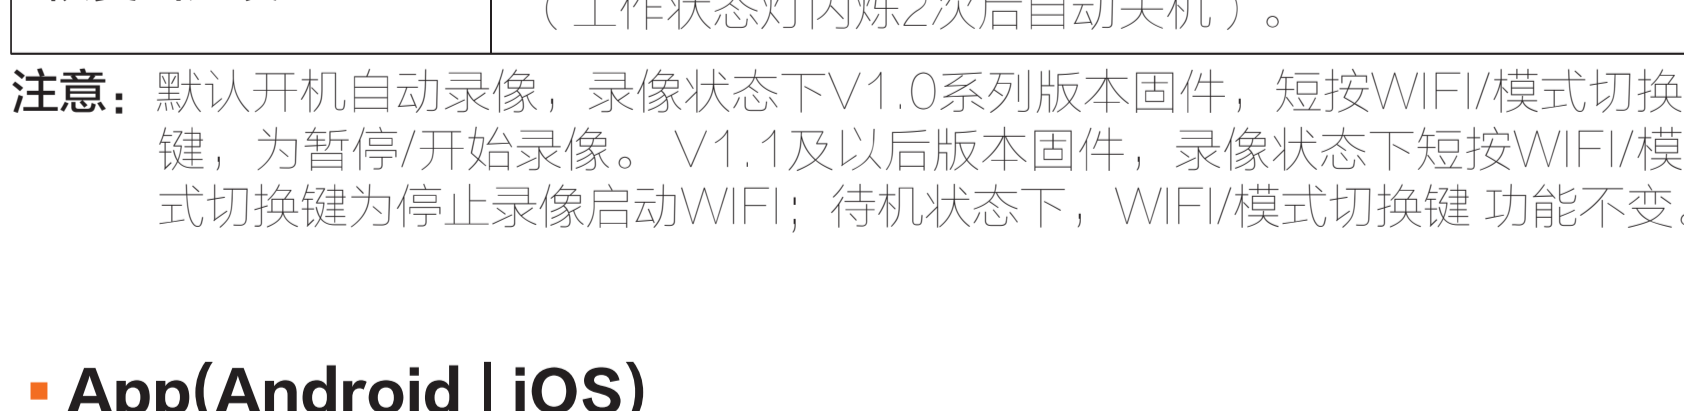 （工作状态灯闪烁2次后自动关机）。
注意：默认开机自动录像，录像状态下V1.0系列版本固件，短按WIFI/模式切换
键，为暂停/开始录像。 V1.1及以后版本固件，录像状态下短按WIFI/模
式切换键为停止录像启动WIFI；待机状态下，WIFI/模式切换键 功能不变。
App(Android | iOS)